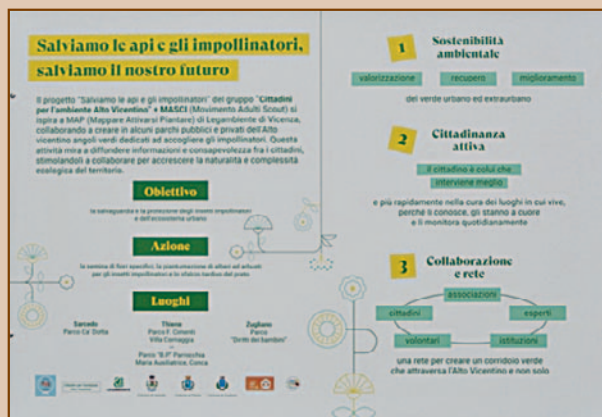 Salviamo le api e gli impollinatori,
salviamo il nostro futuro
Il progetto "Salviamo le api e gli impollinatori" del gruppo "Cittadini
per l'ambiente Alto Vicentino" + MASCI (Movimento Adulti Scout) si
ispira a MAP (Mappare Attivarsi Piantare) di Legambiente di Vicenza,
collaborando a creare in alcuni parchi pubblici e privati dell'Alto
vicentino angoli verdi dedicati ad accogliere gli impollinatori. Questa
attività mira a diffondere informazioni e consapevolezza fra i cittadini,
stimolandoli a collaborare per accrescere la naturalità e complessità
ecologica del territorio.
Obiettivo
la salvaguardia e la protezione degli insetti impollinatori
e dell'ecosistema urbano
Azione
la semina di fiori specifici, la piantumazione di alberi ed arbusti
per gli insetti impollinatori e lo sfalcio tardivo del prato
Luoghi
Sarcedo
Parco Ca' Dotta
Thiene
Parco F.
Villa Cornaggia
Parco "B.P" Parrocchia
Maria Ausiliatrice, Conca
Zugliano
Parco
"Diritti dei bambini"
1
Sostenibilità
ambientale
valorizzazione
recupero
miglioramento
del verde urbano ed extraurbano
2
Cittadinanza
attiva
il cittadino è colui che
interviene meglio
e più rapidamente nella cura dei luoghi in cui vive,
perché li conosce, gli stanno a cuore
e li monitora quotidianamente
3
Collaborazione
e rete
associazioni
cittadini
esperti
volontari
istituzioni
una rete per creare un corridoio verde
che attraversa l'Alto Vicentino e non solo